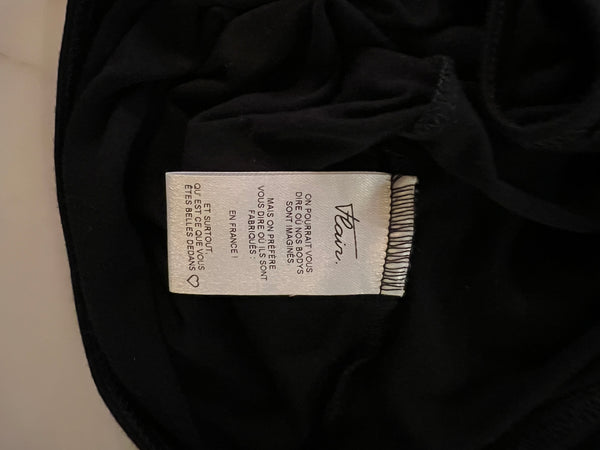 Flair.
ON POURRAIT VOUS
DIRE OÙ NOS BODYS
SONT IMAGINÉS
MAIS ON PRÉFÈRE
VOUS DIRE OÙ ILS SONT
FABRIQUÉS
EN FRANCE !
ET SURTOUT,
QU' EST CE QUE VOUS
ÊTES BELLES DEDANS ♡